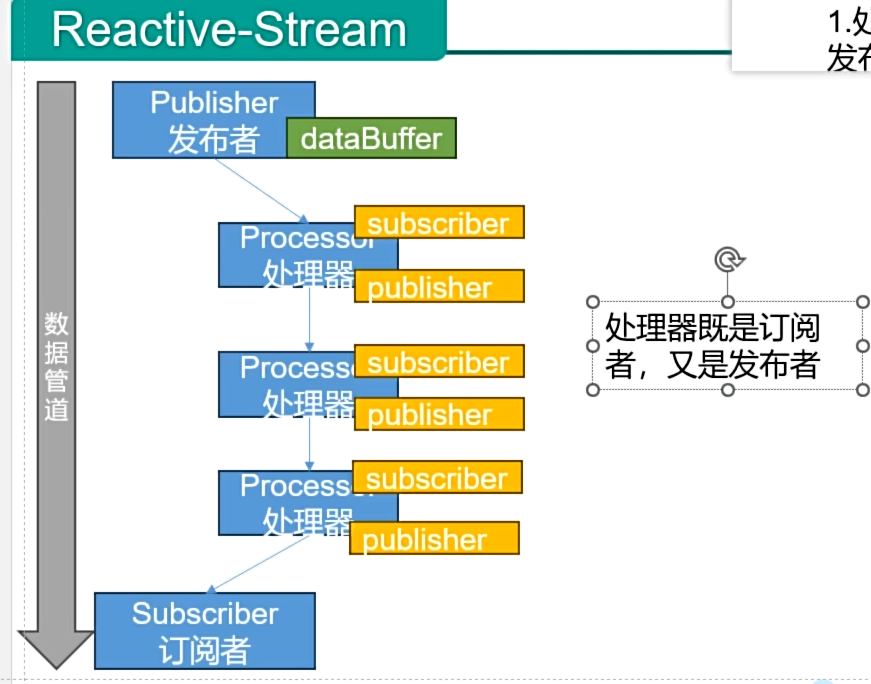 Reactive-Stream
1.处
发布
Publisher
发布者
dataBuffer
subscriber
Processor
处理器
publisher
处理器既是订阅
者，又是发布者
数据管道
subscriber
Processor
处理器
publisher
subscriber
Processor
处理器
publisher
Subscriber
订阅者